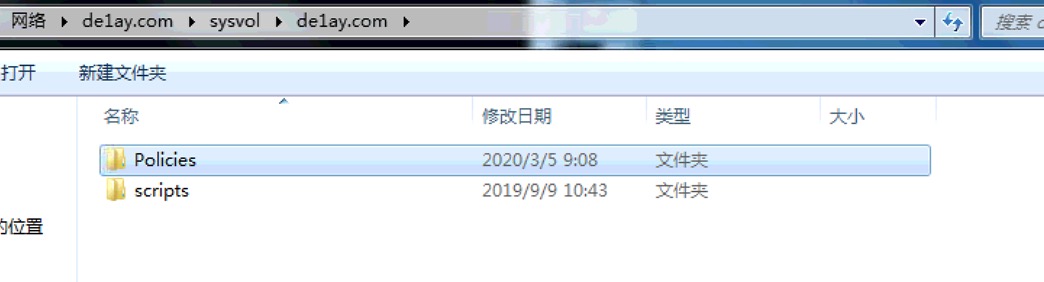 网络 ▸ de1ay.com ▸ sysvol ▸ de1ay.com ▸
搜索
打开 新建文件夹
名称 修改日期 类型 大小
Policies 2020/3/5 9:08 文件夹
scripts 2019/9/9 10:43 文件夹
的位置